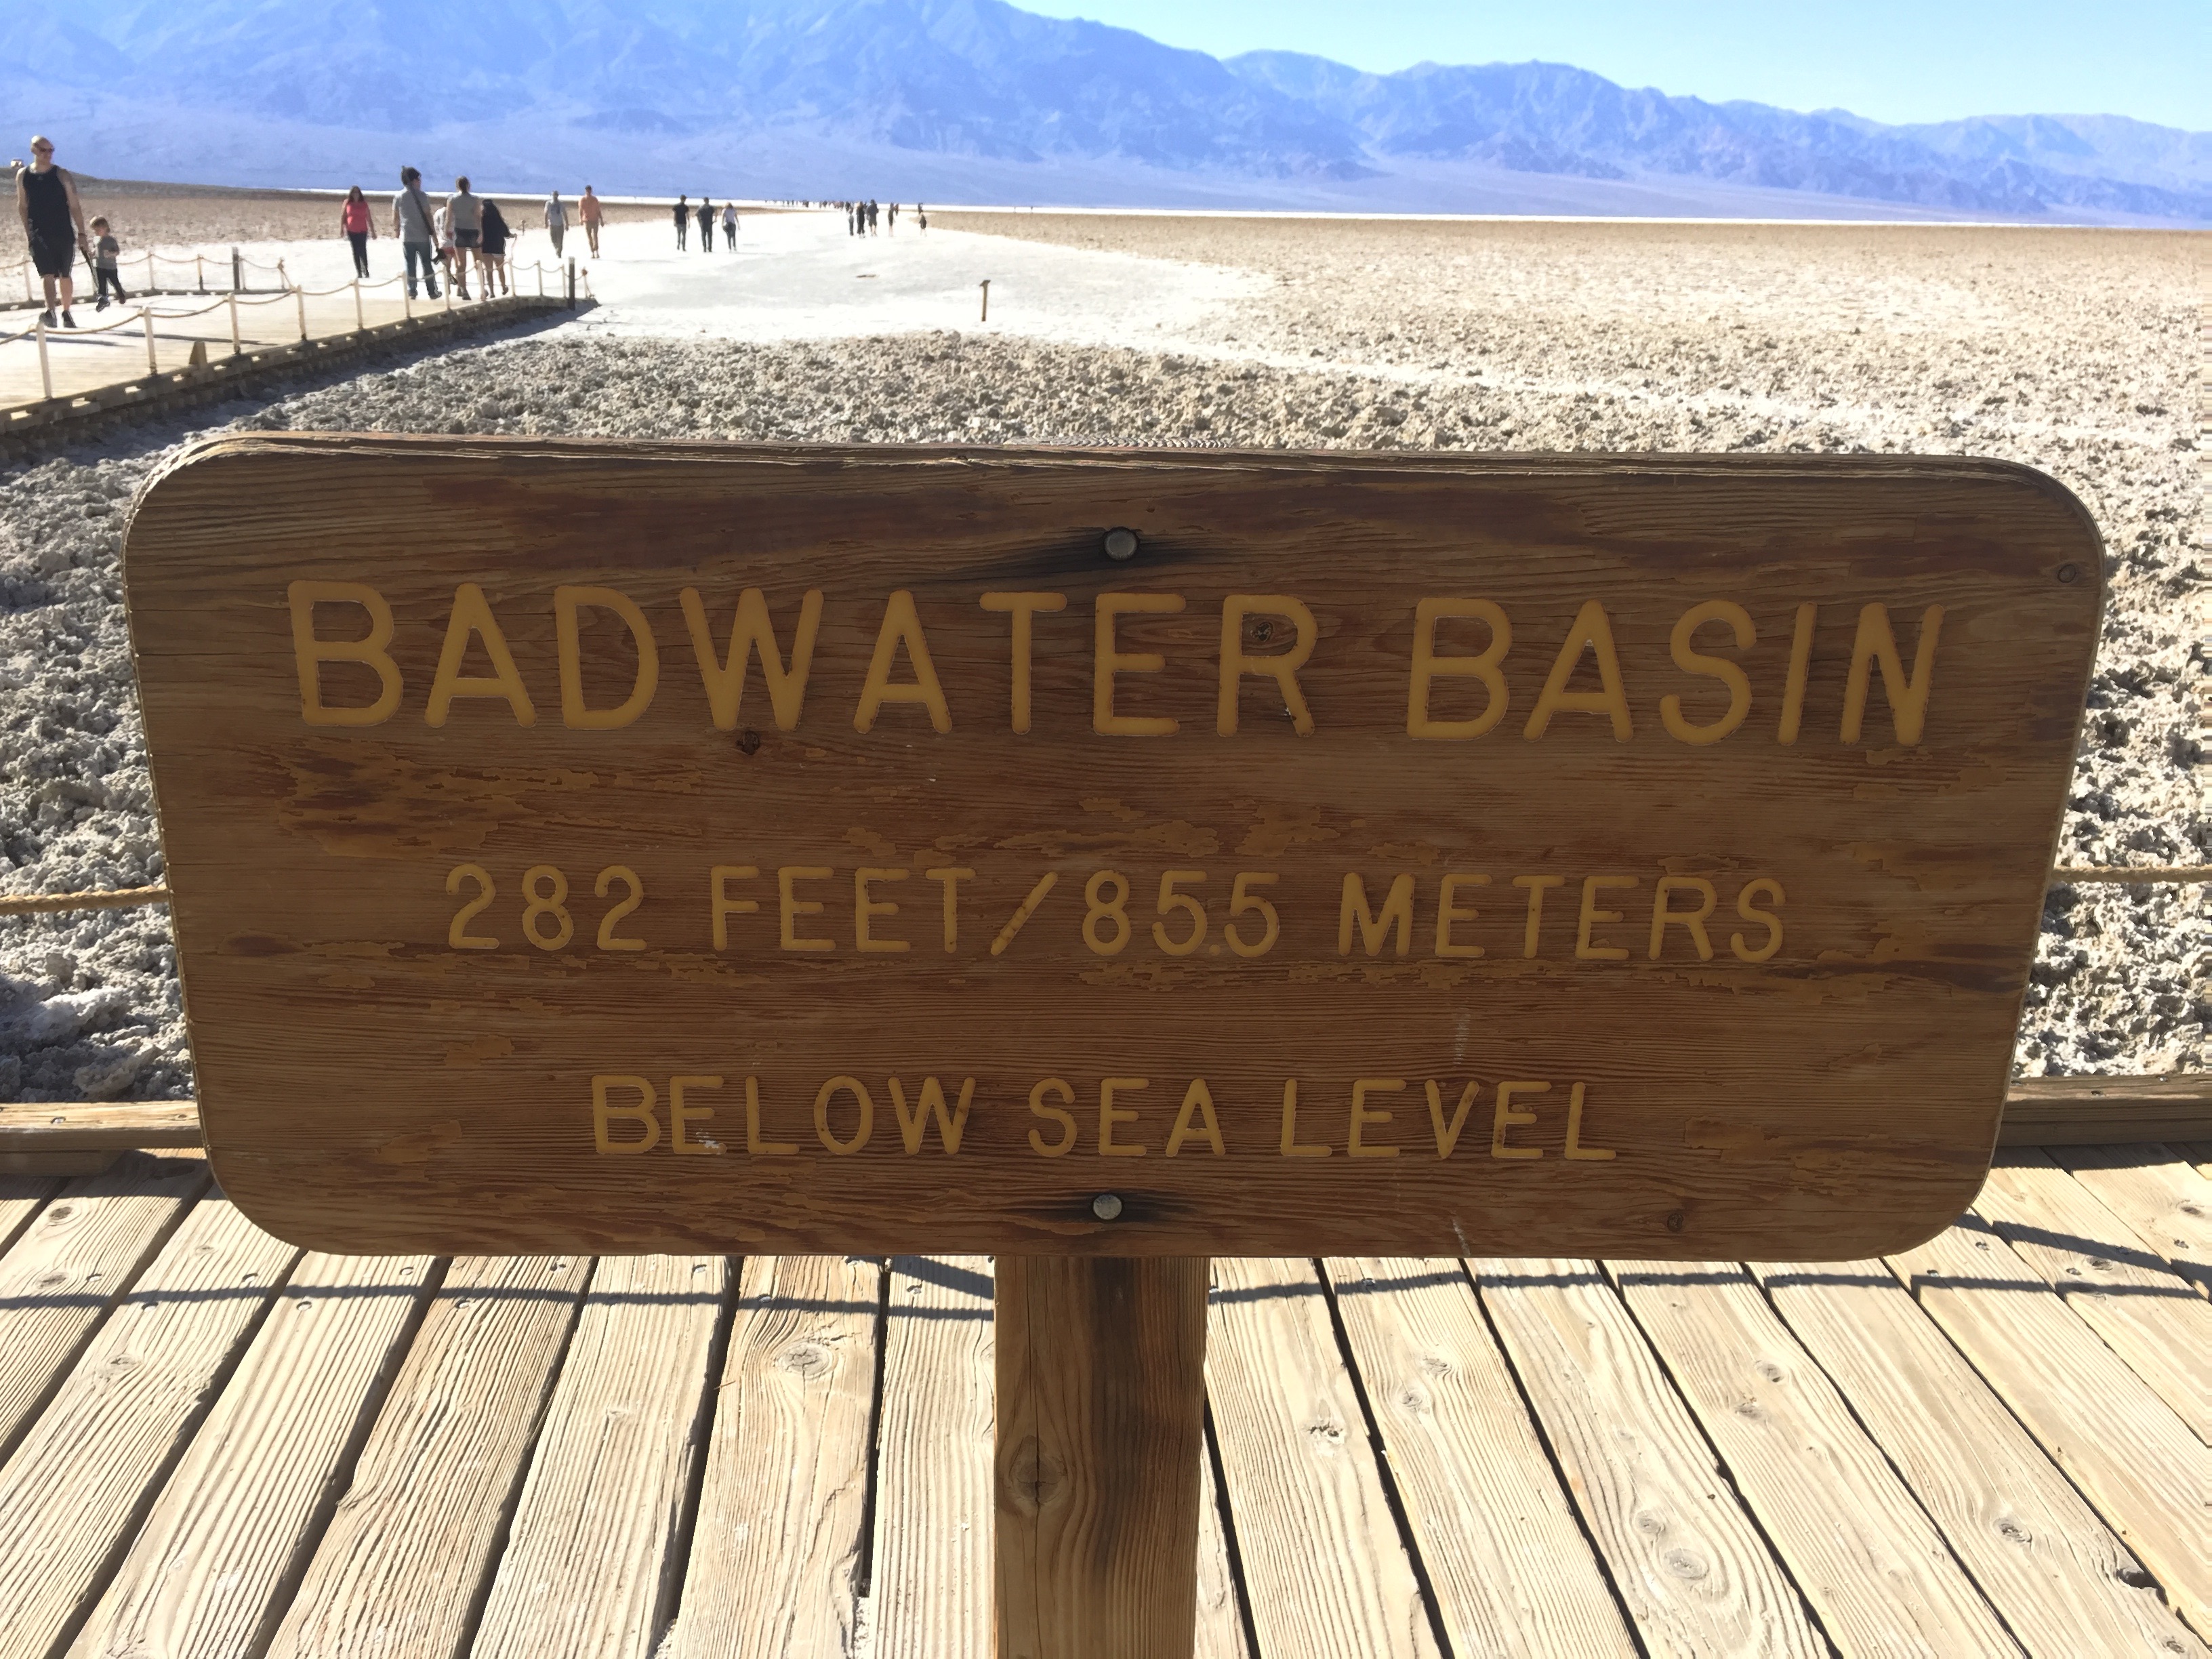 BADWATER BASIN
282 FEET/85.5 METERS
BELOW SEA LEVEL